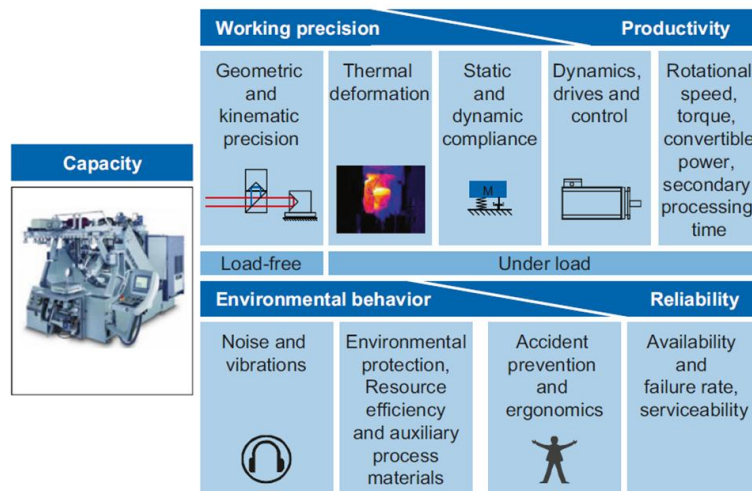 Working precision
Productivity
Geometric
and
kinematic
precision
Thermal
deformation
Static
and
dynamic
compliance
M
Dynamics,
drives and
control
Rotational
speed,
torque,
convertible
power,
secondary
processing
time
Capacity
Load-free
Under load
Environmental behavior
Reliability
Noise and
vibrations
Environmental
protection,
Resource
efficiency
and auxiliary
process
materials
Accident
prevention
and
ergonomics
Availability
and
failure rate,
serviceability